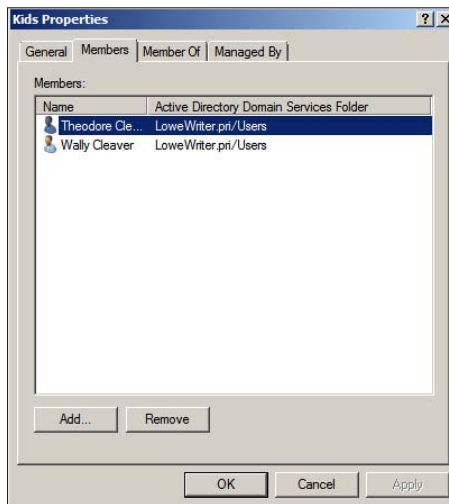 Kids Properties
General Members Member Of Managed By
Members:
Name Active Directory Domain Services Folder
Theodore Cle... LoweWriter.pri/Users
Wally Cleaver LoweWriter.pri/Users
Add... Remove
OK Cancel Apply